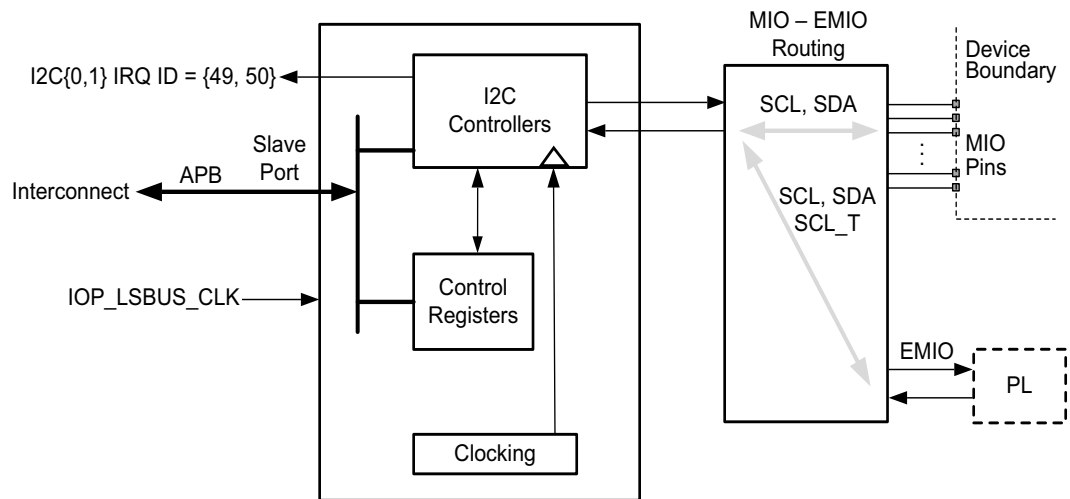 MIO – EMIO
Routing
Device
Boundary
I2C{0,1} IRQ ID = {49, 50}
I2C
Controllers
SCL, SDA
MIO
Pins
Slave
Port
APB
Interconnect
SCL, SDA
SCL_T
IOP_LSBUS_CLK
Control
Registers
EMIO
PL
Clocking